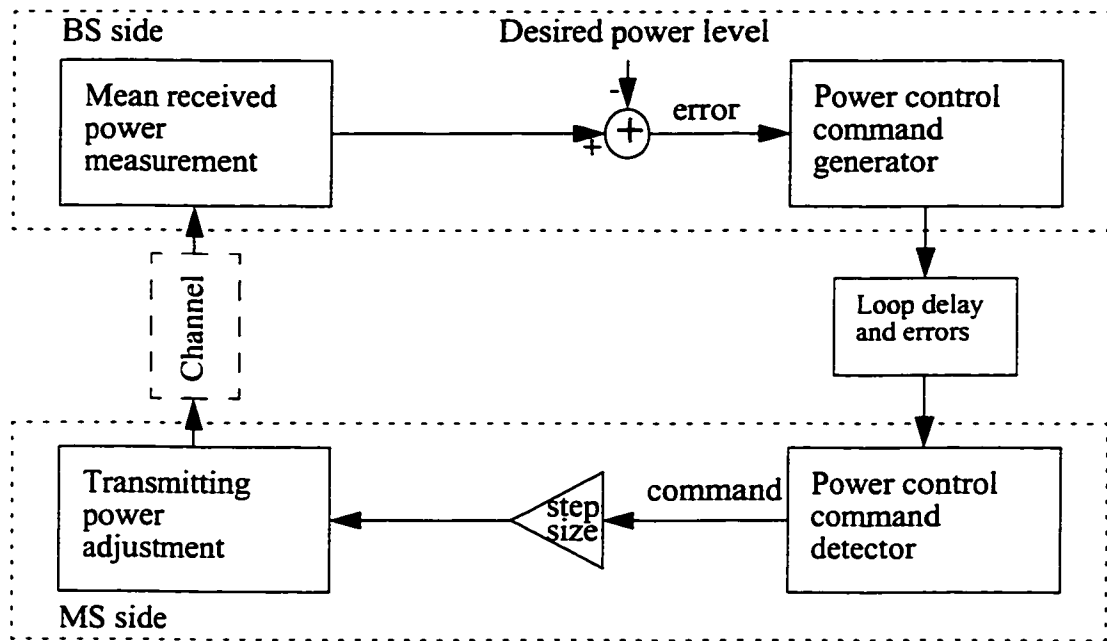 BS side
Desired power level
Mean received
power
measurement
-
+
+
error
Power control
command
generator
Channel
Loop delay
and errors
Transmitting
power
adjustment
step
size
command
Power control
command
detector
MS side